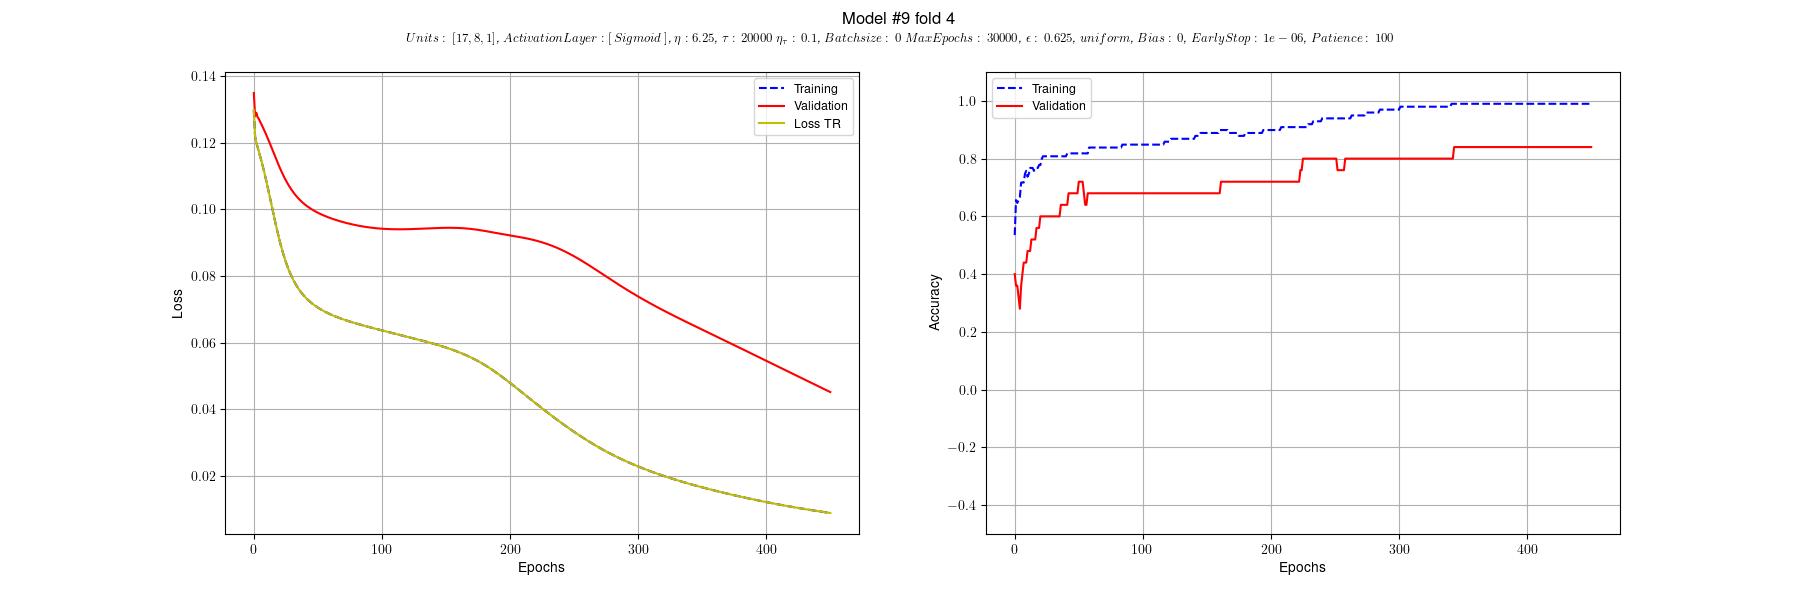 Model #9 fold 4
Units : [17, 8, 1], ActivationLayer : [ Sigmoid ], η : 6.25, τ : 20000 ητ : 0.1, Batchsize : 0 MaxEpochs : 30000, ϵ : 0.625, uniform, Bias : 0, EarlyStop : 1e − 06, Patience : 100
0.14
0.12
0.10
0.08
0.06
0.04
0.02
Loss
Training
Validation
Loss TR
0 100 200 300 400
Epochs
1.0
0.8
0.6
0.4
0.2
0.0
−0.2
−0.4
Accuracy
Training
Validation
0 100 200 300 400
Epochs